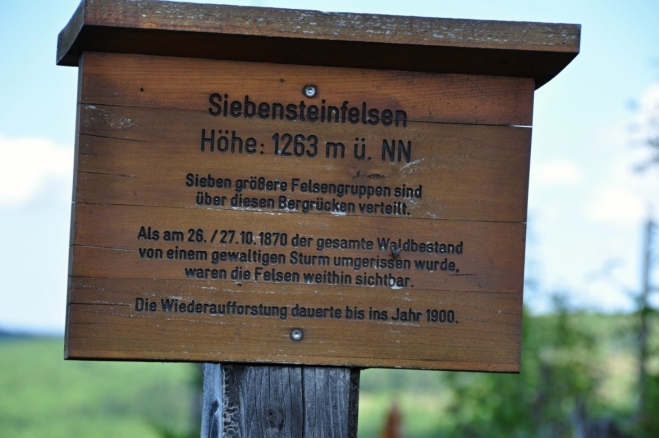 Siebensteinfelsen
Höhe: 1263 m ü. NN
Sieben größere Felsengruppen sind
über diesen Bergrücken verteilt.
Als am 26./27.10.1870 der gesamte Waldbestand
von einem gewaltigen Sturm umgerissen wurde,
waren die Felsen weithin sichtbar.
Die Wiederaufforstung dauerte bis ins Jahr 1900.